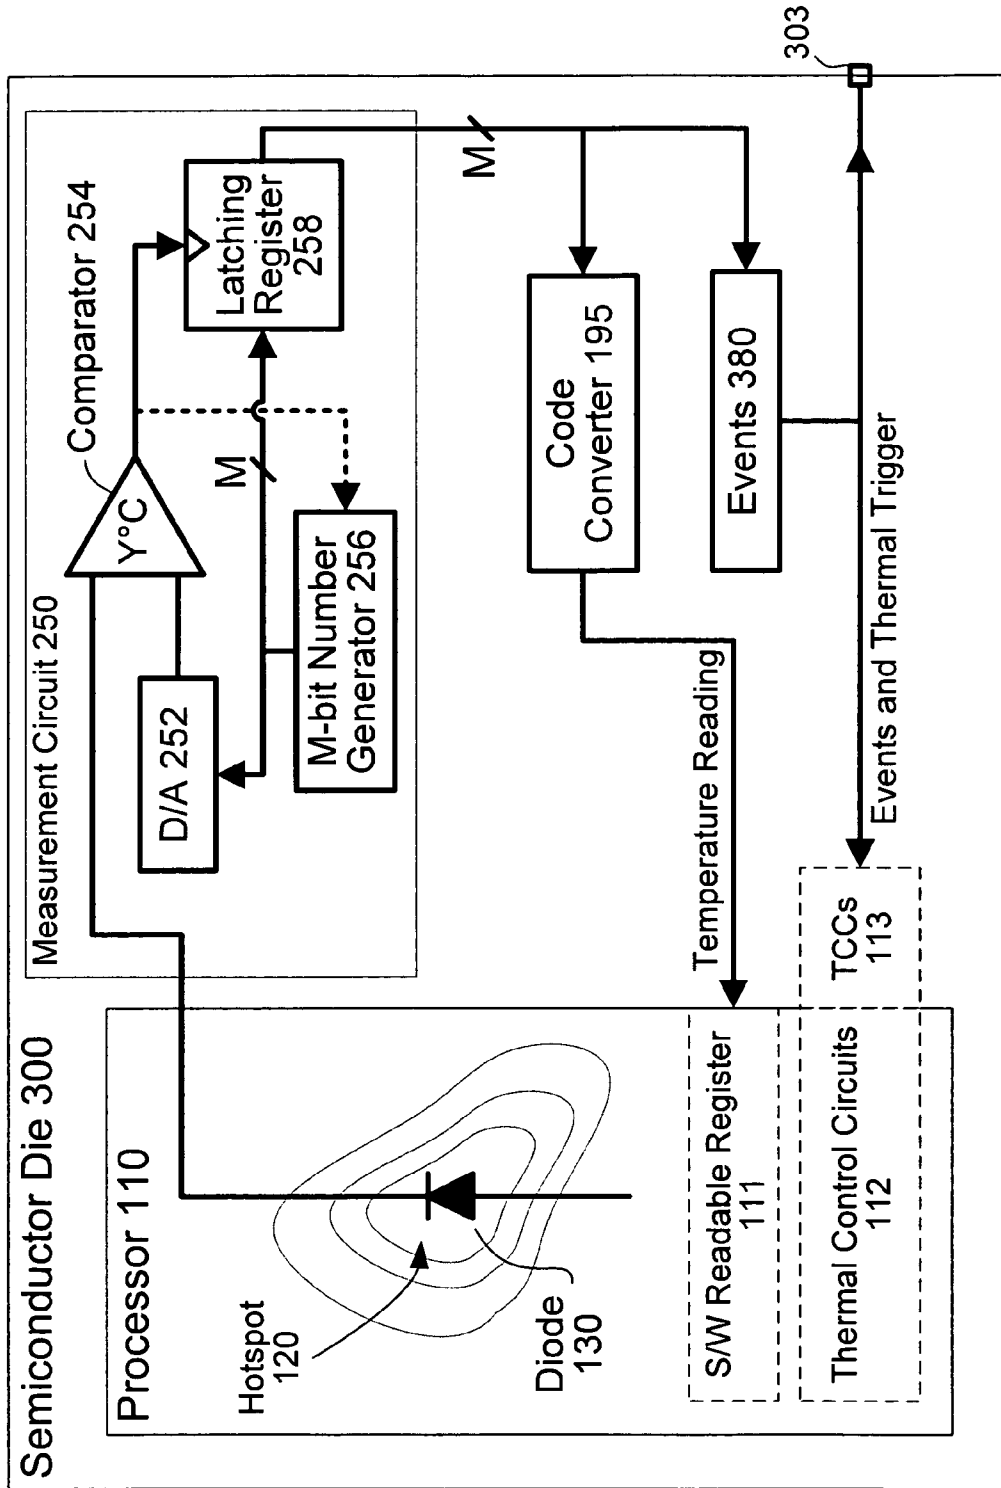 Semiconductor Die 300
Processor 110
Hotspot
120
Diode
130
S/W Readable Register
111
Thermal Control Circuits
112
TCCs
113
Measurement Circuit 250
D/A 252
Y°C
Comparator 254
M-bit Number
Generator 256
M
Latching
Register
258
M
Code
Converter 195
Events 380
Temperature Reading
Events and Thermal Trigger
303